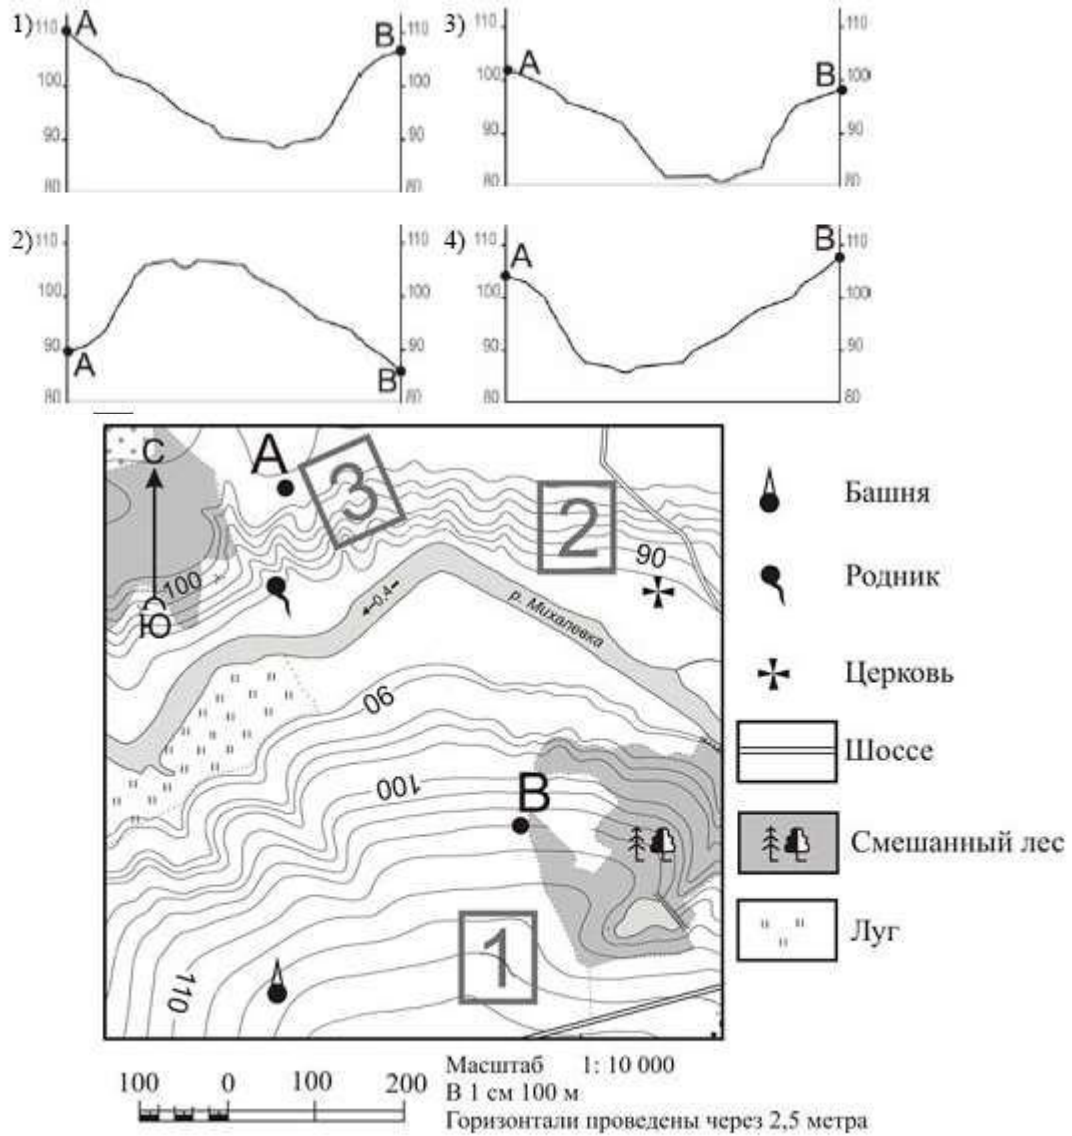 1) 110 A B 110
100 100
90 90
80 80
3) 110 A B 110
100 100
90 90
80 80
2) 110 110
100 100
90 A B 90
80 80
4) 110 A B 110
100 100
90 90
80 80
С
Ю
A
3
2
90
100
0,4
р. Михалевка
90
100
B
1
110
Башня
Родник
Церковь
Шоссе
Смешанный лес
Луг
100 0 100 200
Масштаб 1: 10 000
В 1 см 100 м
Горизонтали проведены через 2,5 метра